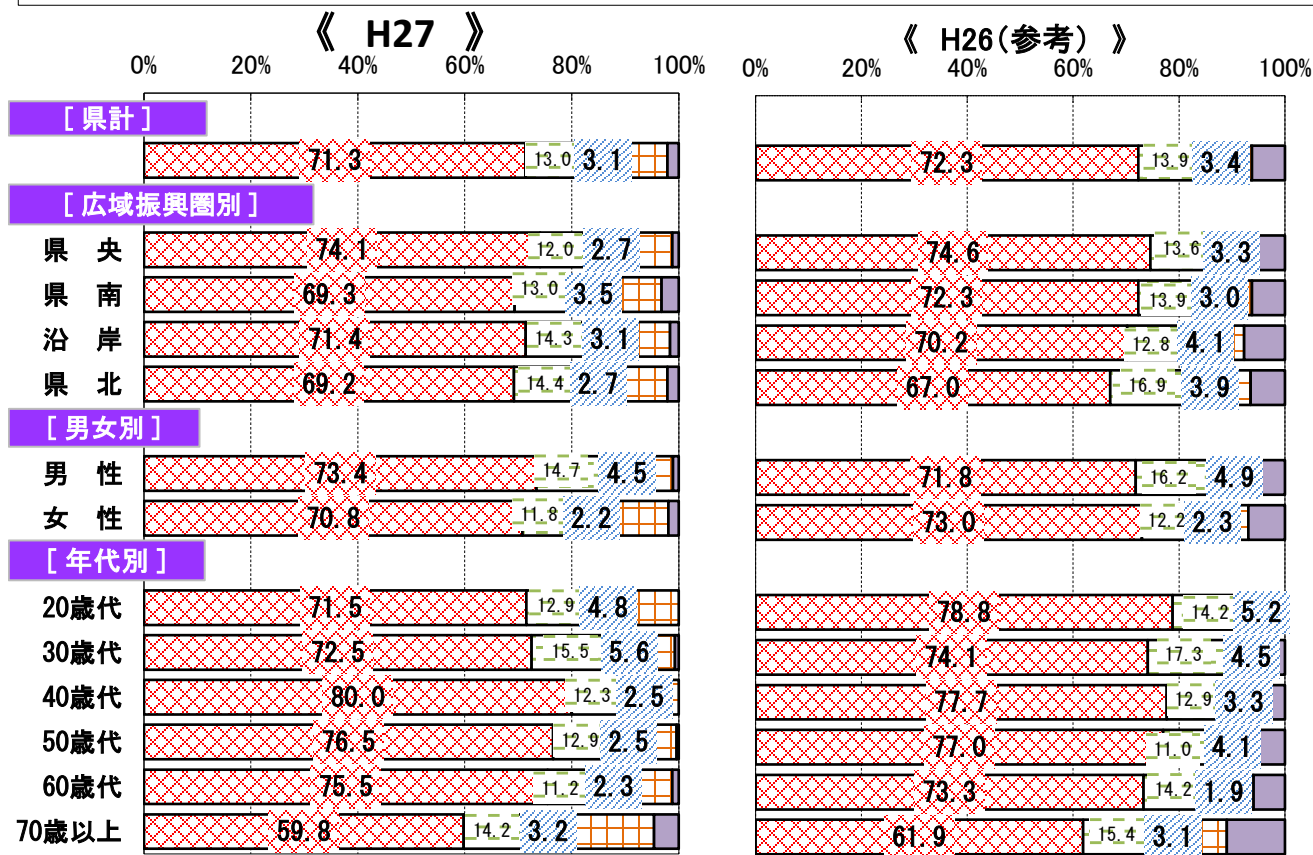 《 H27 》 《 H26(参考) 》
0% 20% 40% 60% 80% 100% 0% 20% 40% 60% 80% 100%
[ 県計 ]
71.3 13.0 3.1 72.3 13.9 3.4
[ 広域振興圏別 ]
県 央 74.1 12.0 2.7 74.6 13.6 3.3
県 南 69.3 13.0 3.5 72.3 13.9 3.0
沿 岸 71.4 14.3 3.1 70.2 12.8 4.1
県 北 69.2 14.4 2.7 67.0 16.9 3.9
[ 男女別 ]
男 性 73.4 14.7 4.5 71.8 16.2 4.9
女 性 70.8 11.8 2.2 73.0 12.2 2.3
[ 年代別 ]
20歳代 71.5 12.9 4.8 78.8 14.2 5.2
30歳代 72.5 15.5 5.6 74.1 17.3 4.5
40歳代 80.0 12.3 2.5 77.7 12.9 3.3
50歳代 76.5 12.9 2.5 77.0 11.0 4.1
60歳代 75.5 11.2 2.3 73.3 14.2 1.9
70歳以上 59.8 14.2 3.2 61.9 15.4 3.1